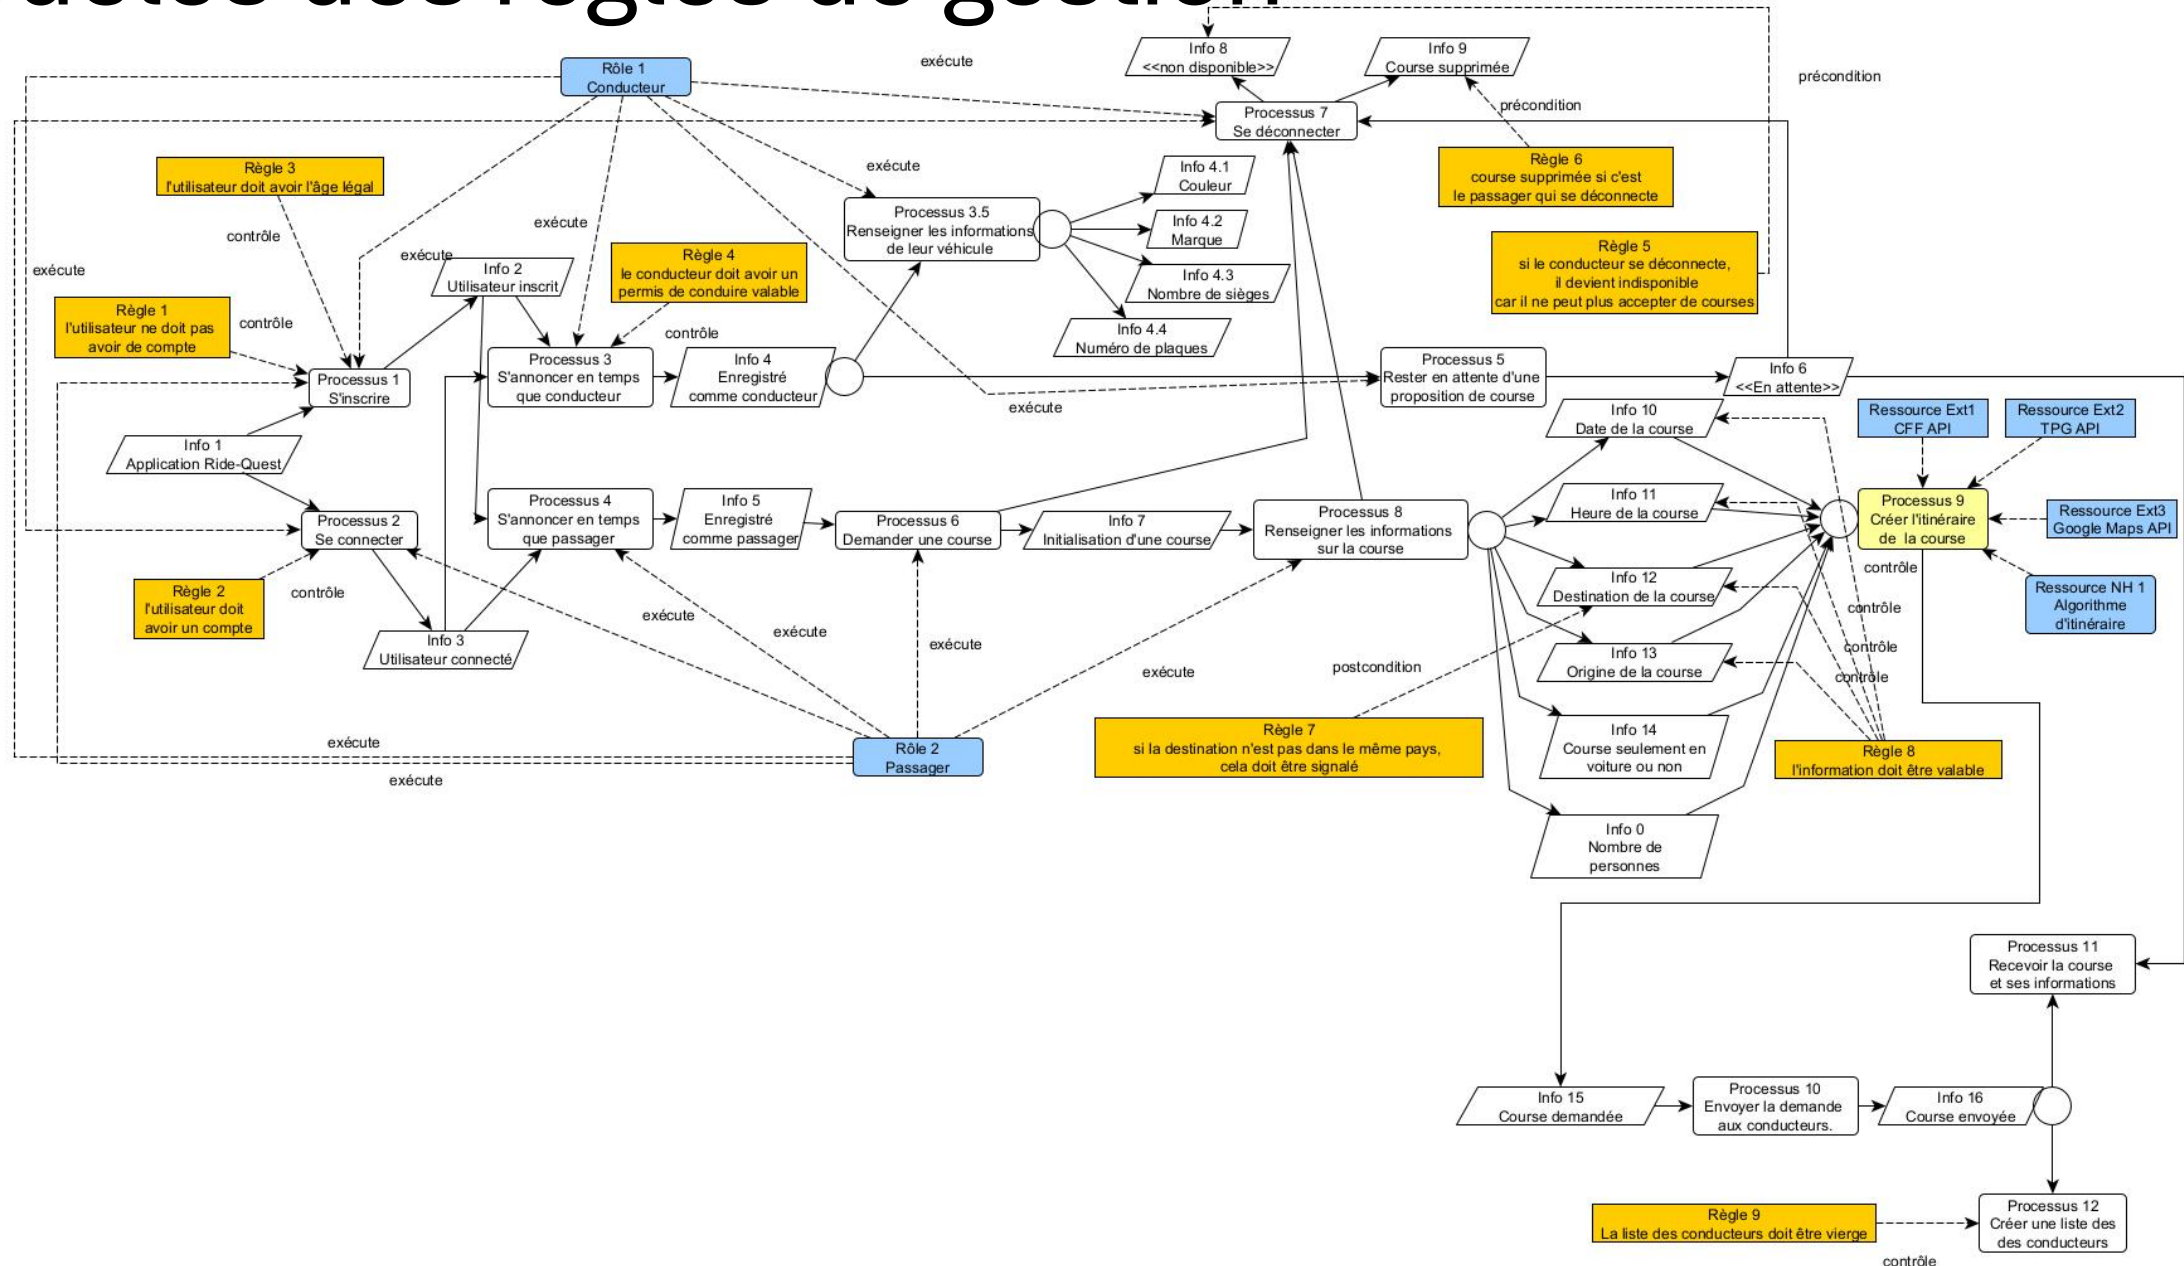 dèles des règles de gestion
Info 8
<<non disponible>>
Info 9
Course supprimée
Rôle 1
Conducteur
exécute
précondition
précondition
Processus 7
Se déconnecter
Règle 3
l'utilisateur doit avoir l'âge légal
exécute
Info 4.1
Couleur
Règle 6
course supprimée si c'est
le passager qui se déconnecte
Processus 3.5
Renseigner les informations
de leur véhicule
Info 4.2
Marque
contrôle
exécute
exécute
exécute
Info 2
Utilisateur inscrit
Règle 4
le conducteur doit avoir un
permis de conduire valable
Info 4.3
Nombre de sièges
Règle 5
si le conducteur se déconnecte,
il devient indisponible
car il ne peut plus accepter de courses
Règle 1
l'utilisateur ne doit pas
avoir de compte
contrôle
contrôle
Info 4.4
Numéro de plaques
Processus 1
S'inscrire
Processus 3
S'annoncer en temps
que conducteur
Info 4
Enregistré
comme conducteur
Processus 5
Rester en attente d'une
proposition de course
Info 6
<<En attente>>
exécute
Info 10
Date de la course
Ressource Ext1
CFF API
Ressource Ext2
TPG API
Info 1
Application Ride-Quest
Processus 2
Se connecter
Processus 4
S'annoncer en temps
que passager
Info 5
Enregistré
comme passager
Processus 6
Demander une course
Info 7
Initialisation d'une course
Processus 8
Renseigner les informations
sur la course
Info 11
Heure de la course
Processus 9
Créer l'itinéraire
de la course
Ressource Ext3
Google Maps API
Règle 2
l'utilisateur doit
avoir un compte
contrôle
Info 12
Destination de la course
contrôle
Ressource NH 1
Algorithme
d'itinéraire
exécute
exécute
exécute
contrôle
Info 3
Utilisateur connecté
exécute
postcondition
Info 13
Origine de la course
contrôle
contrôle
exécute
exécute
Rôle 2
Passager
Règle 7
si la destination n'est pas dans le même pays,
cela doit être signalé
Info 14
Course seulement en
voiture ou non
Règle 8
l'information doit être valable
Info 0
Nombre de
personnes
Processus 11
Recevoir la course
et ses informations
Info 15
Course demandée
Processus 10
Envoyer la demande
aux conducteurs.
Info 16
Course envoyée
Règle 9
La liste des conducteurs doit être vierge
Processus 12
Créer une liste des
des conducteurs
contrôle